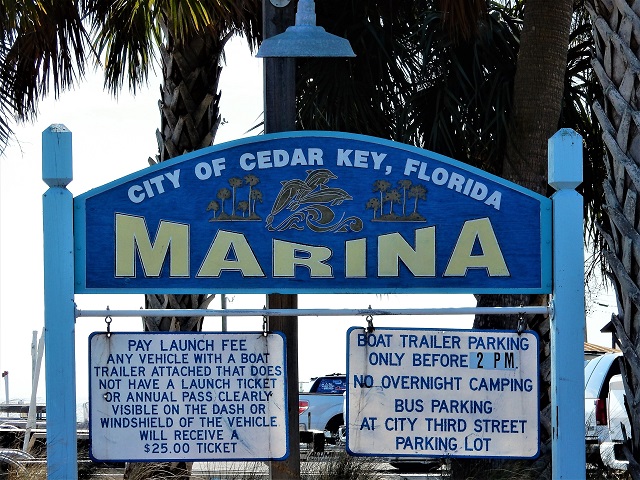 CITY OF CEDAR KEY, FLORIDA
MARINA
PAY LAUNCH FEE
ANY VEHICLE WITH A BOAT
TRAILER ATTACHED THAT DOES
NOT HAVE A LAUNCH TICKET
OR ANNUAL PASS CLEARLY
VISIBLE ON THE DASH OR
WINDSHIELD OF THE VEHICLE
WILL RECEIVE A
$25.00 TICKET
BOAT TRAILER PARKING
ONLY BEFORE 2 PM
NO OVERNIGHT CAMPING
BUS PARKING
AT CITY THIRD STREET
PARKING LOT